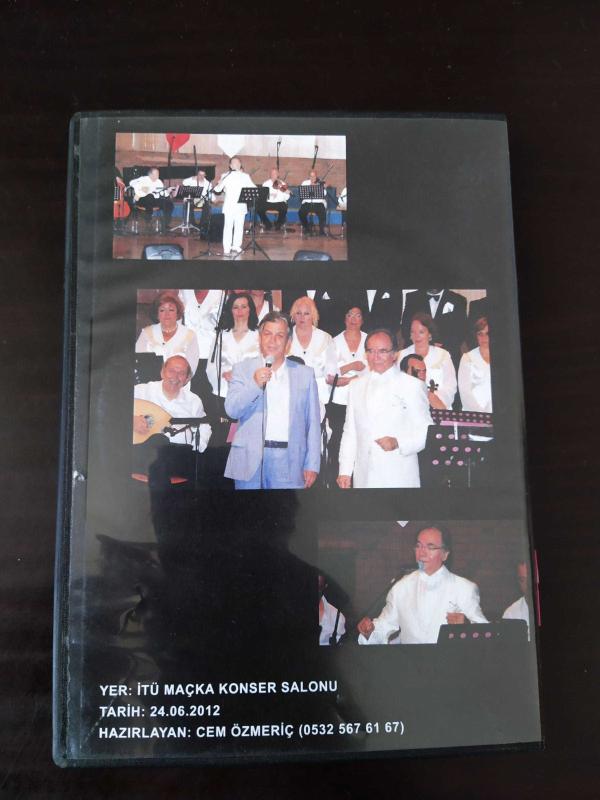 YER: İTÜ MAÇKA KONSER SALONU
TARİH: 24.06.2012
HAZIRLAYAN: CEM ÖZMERİÇ (0532 567 61 67)